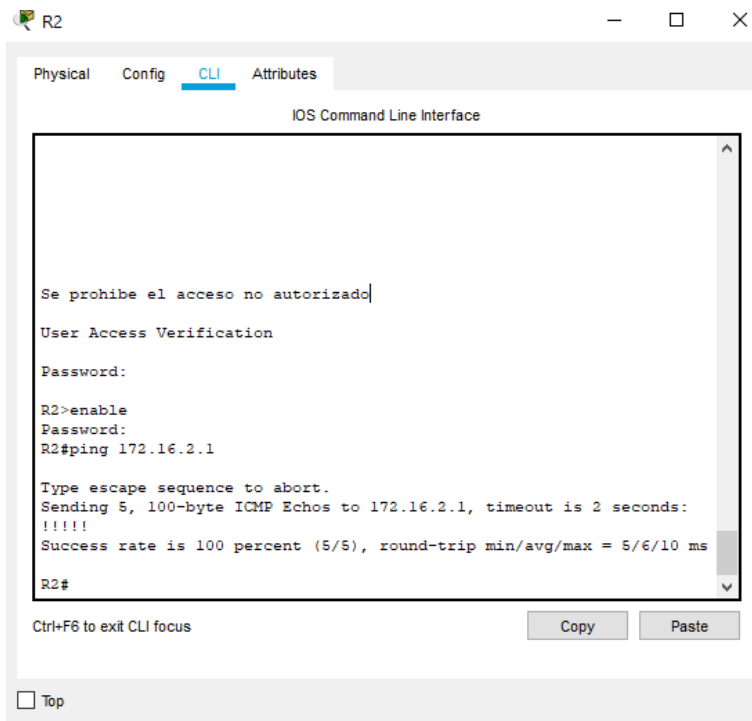 R2
Physical Config CLI Attributes
IOS Command Line Interface
Se prohibe el acceso no autorizado
User Access Verification
Password:
R2>enable
Password:
R2#ping 172.16.2.1
Type escape sequence to abort.
Sending 5, 100-byte ICMP Echos to 172.16.2.1, timeout is 2 seconds:
!!!!!
Success rate is 100 percent (5/5), round-trip min/avg/max = 5/6/10 ms
R2#
Ctrl+F6 to exit CLI focus
Copy Paste
Top